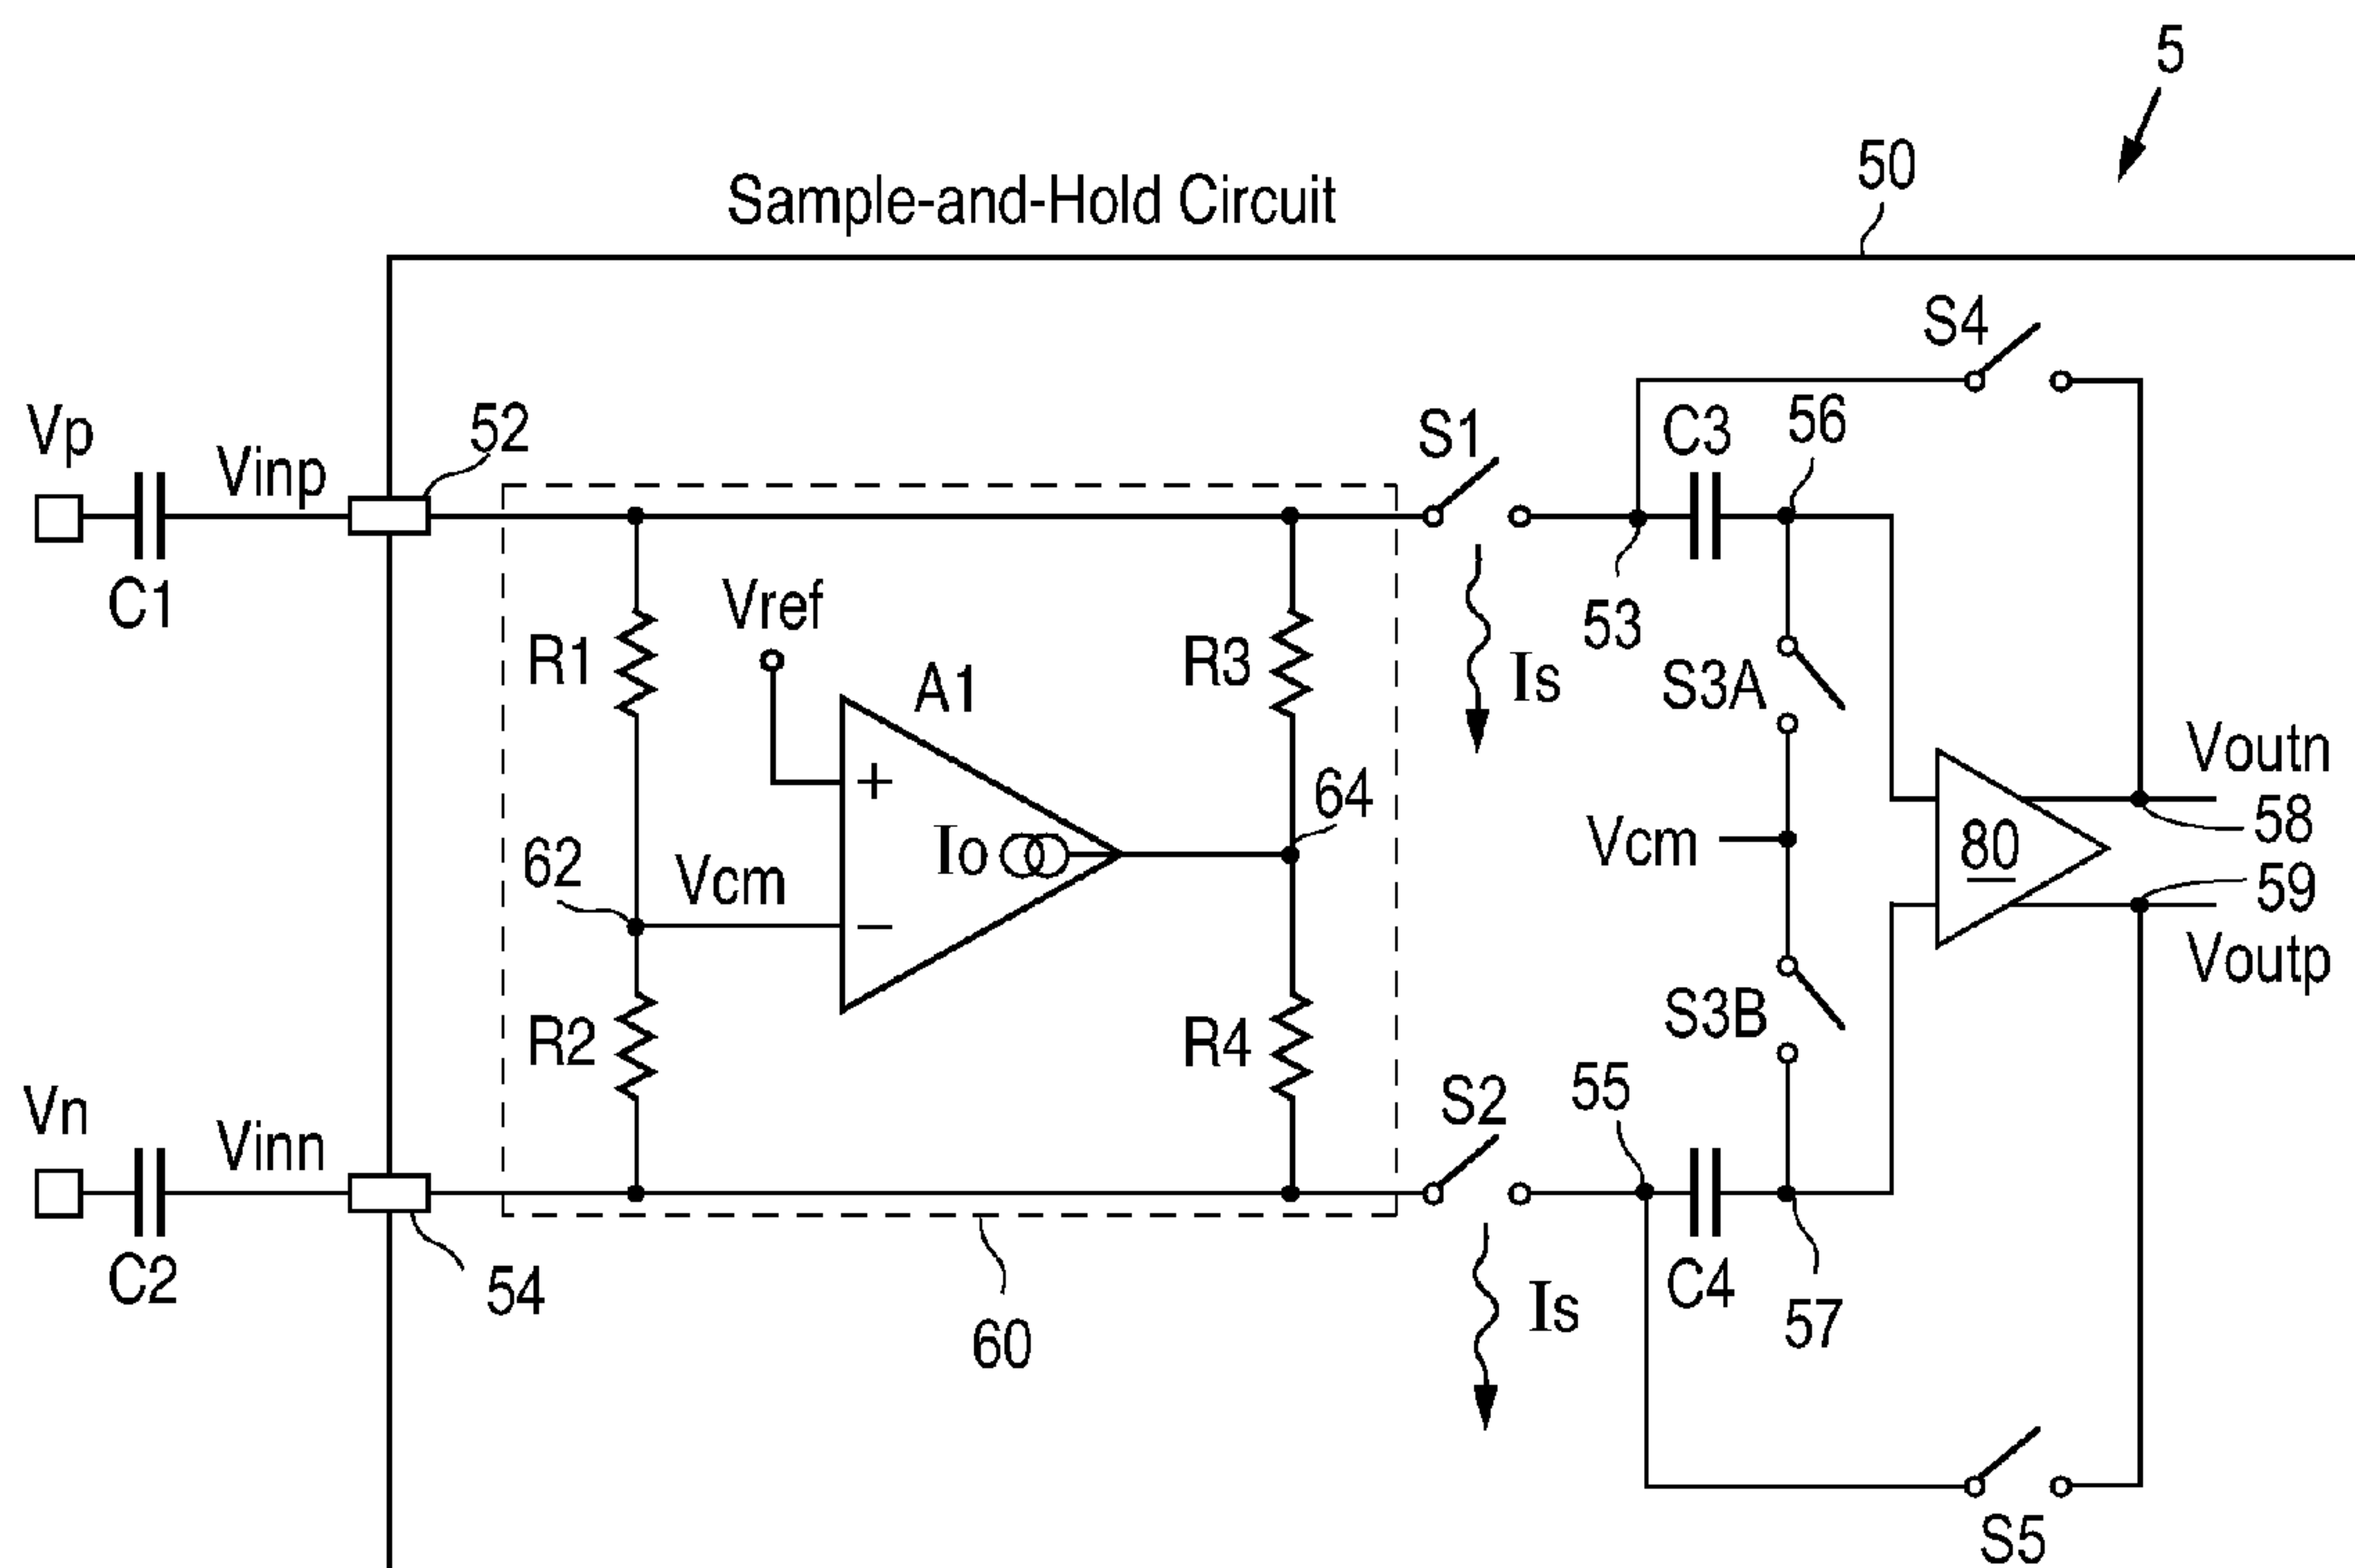 5
50
Sample-and-Hold Circuit
S4
Vp
Vinp
52
S1
C3
56
C1
Vref
R1
A1
R3
Is
53
S3A
+
64
Voutn
58
62
Vcm
Io
Vcm
80
59
−
Voutp
R2
R4
S3B
Vn
Vinn
S2
55
C2
54
60
Is
C4
57
S5